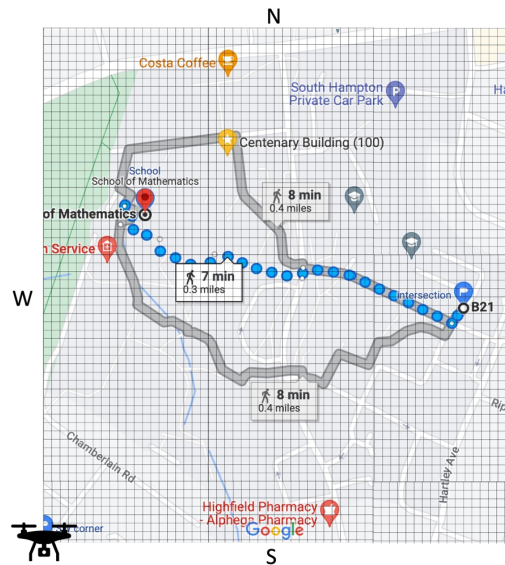 N
Costa Coffee
South Hampton
Private Car Park
Ha
Centenary Building (100)
School
School of Mathematics
8 min
0.4 miles
of Mathematics
n Service
7 min
0.3 miles
W
intersection
B21
8 min
0.4 miles
Rip
Chamberlain Rd
Hartley Ave
Highfield Pharmacy
- Alphega Pharmacy
Google
corner
S